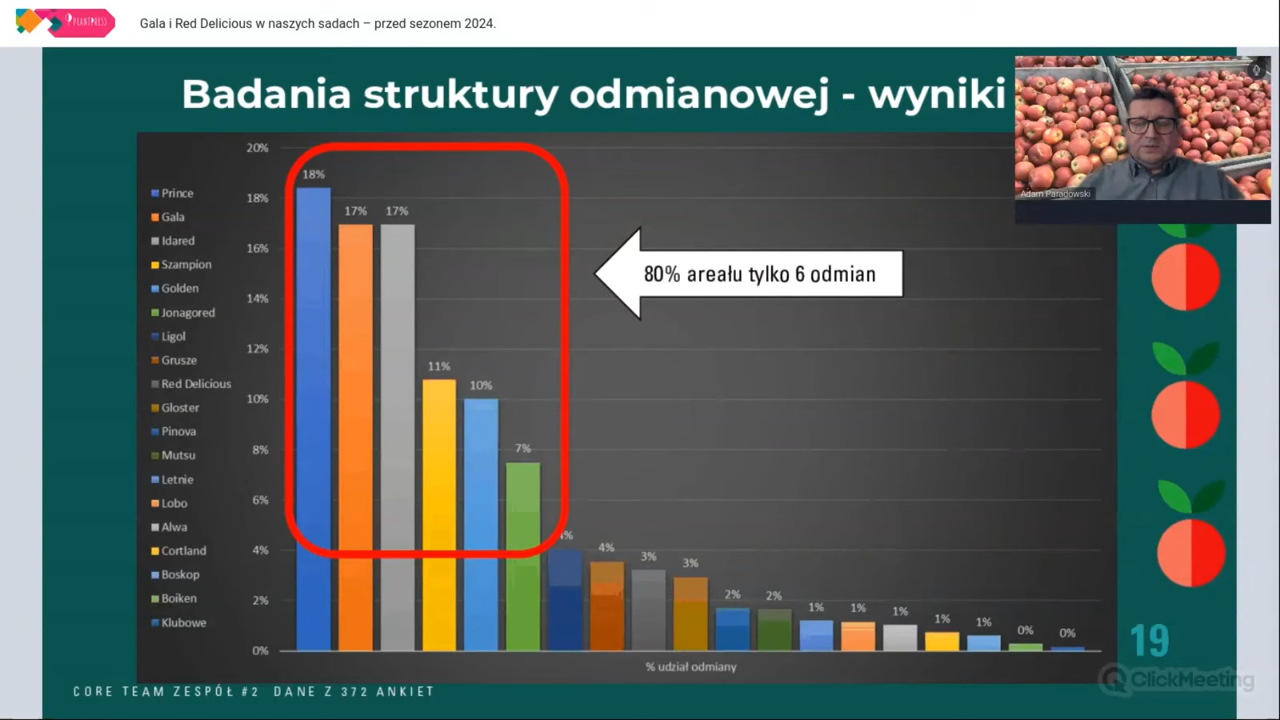 PLANTPRESS
Gala i Red Delicious w naszych sadach – przed sezonem 2024.
Badania struktury odmianowej - wyniki
Adam Paradowski
20%
18%
16%
14%
12%
10%
8%
6%
4%
2%
0%
Prince
Gala
Idared
Szampion
Golden
Jonagored
Ligol
Grusze
Red Delicious
Gloster
Pinova
Mutsu
Letnie
Lobo
Alwa
Cortland
Boskop
Boiken
Klubowe
18%
17%
17%
11%
10%
7%
4%
4%
3%
3%
2%
2%
1%
1%
1%
1%
1%
0%
0%
80% areału tylko 6 odmian
% udział odmiany
19
CORE TEAM ZESPÓŁ #2 DANE Z 372 ANKIET
ClickMeeting